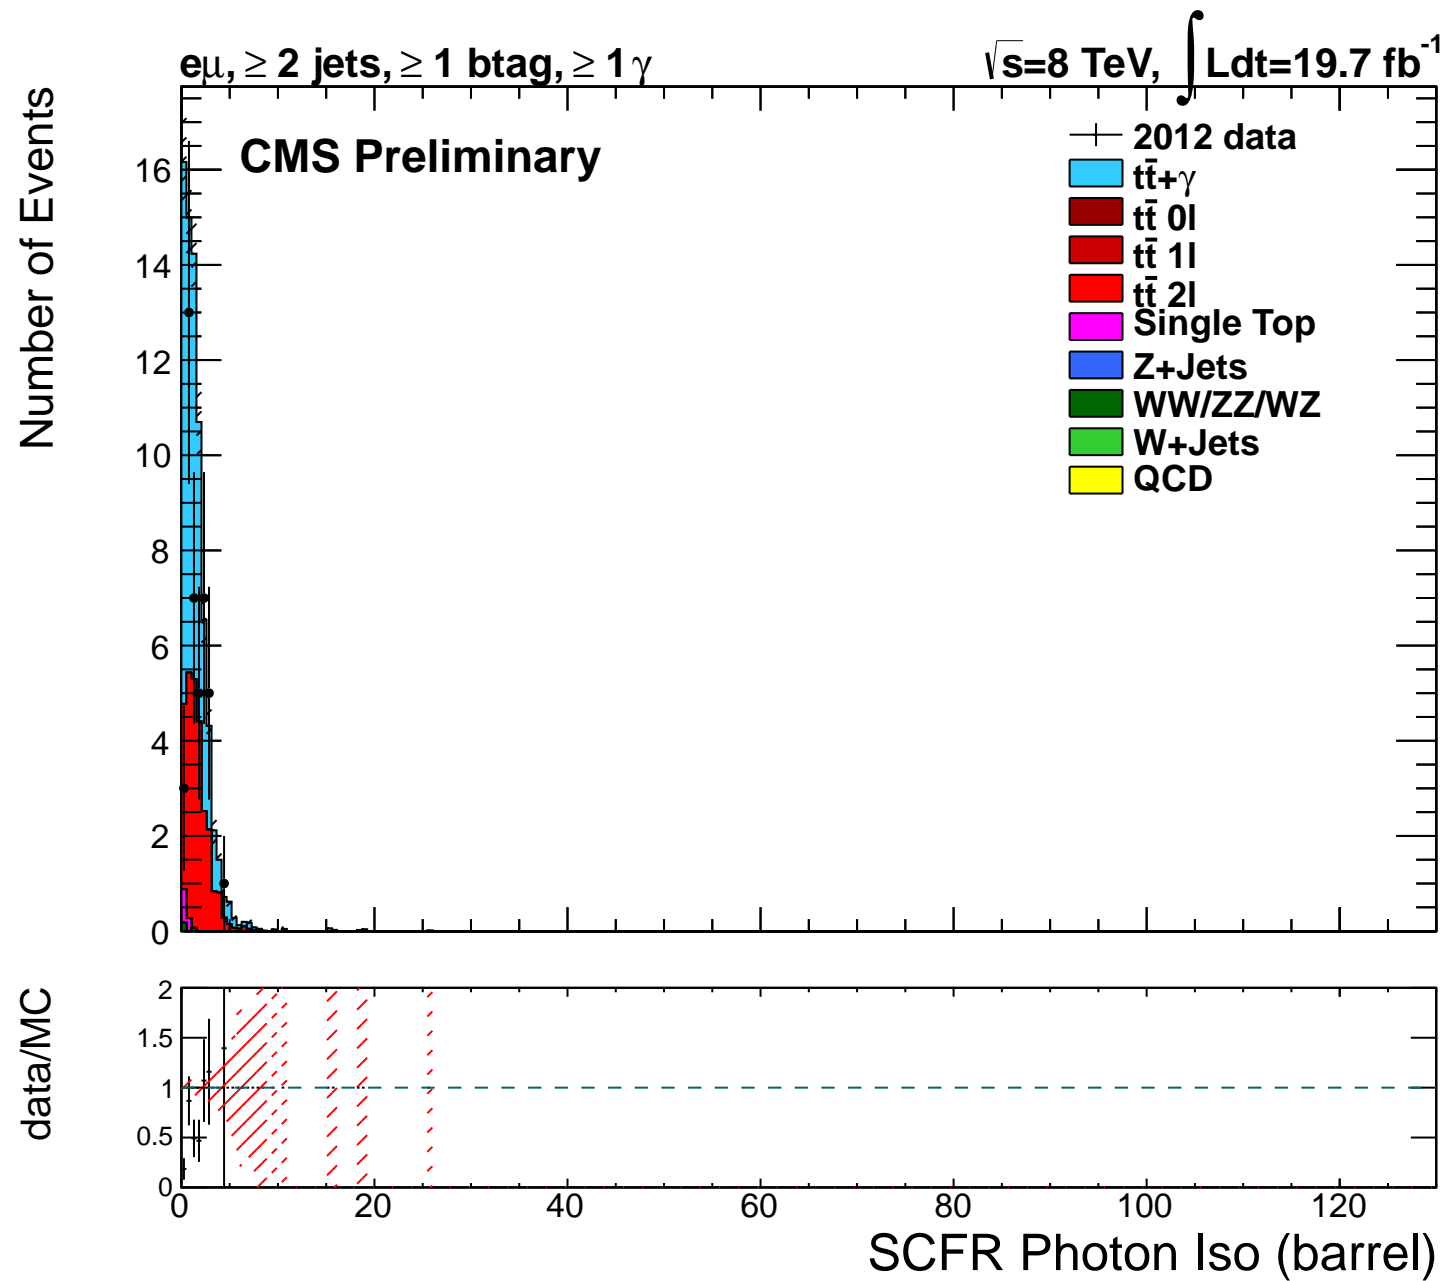 eμ, ≥ 2 jets, ≥ 1 btag, ≥ 1 γ
√s=8 TeV, ∫Ldt=19.7 fb⁻¹
CMS Preliminary
2012 data
tt̄+γ
tt̄ 0l
tt̄ 1l
tt̄ 2l
Single Top
Z+Jets
WW/ZZ/WZ
W+Jets
QCD
Number of Events
16
14
12
10
8
6
4
2
0
data/MC
2
1.5
1
0.5
0
0 20 40 60 80 100 120
SCFR Photon Iso (barrel)